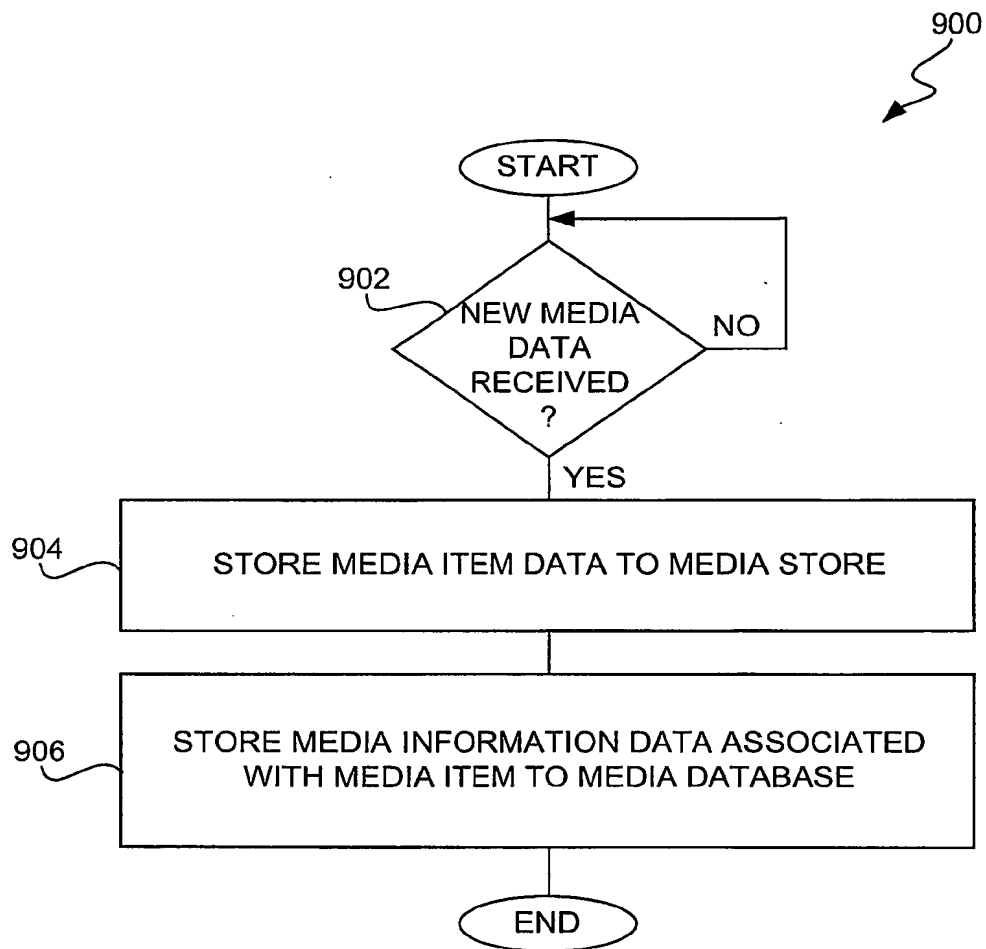 900
START
902
NEW MEDIA
DATA
RECEIVED
?
NO
YES
904
STORE MEDIA ITEM DATA TO MEDIA STORE
906
STORE MEDIA INFORMATION DATA ASSOCIATED
WITH MEDIA ITEM TO MEDIA DATABASE
END